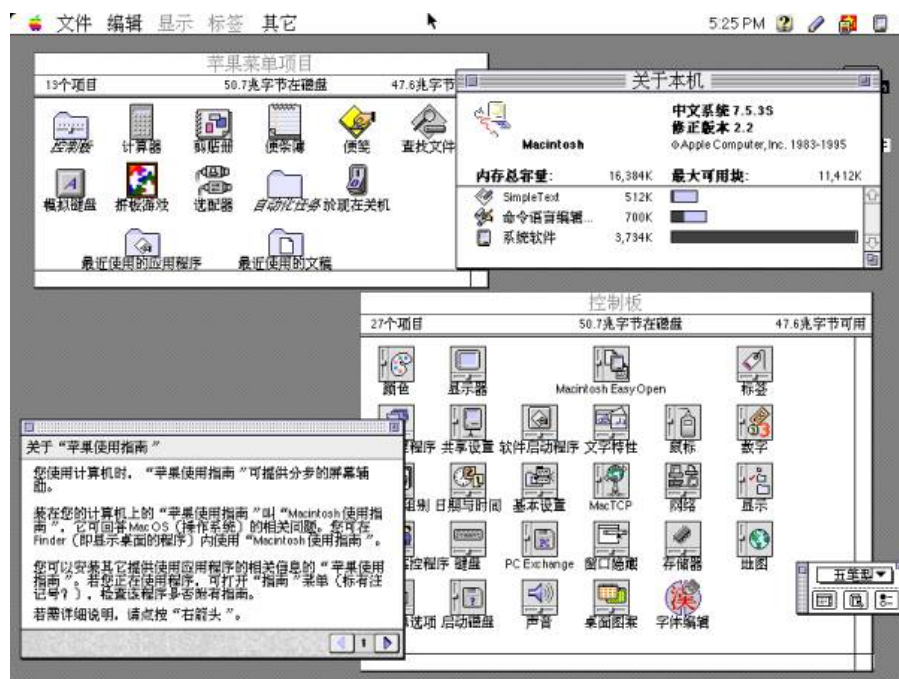 文件 编辑 显示 标签 其它
5:25 PM
苹果菜单项目
13个项目 50.7兆字节在磁盘 47.6兆字节
控制板 计算器 剪贴册 便条簿 便笺 查找文件
模拟键盘 拼板游戏 选配器 自动化任务 於现在关机
最近使用的应用程序 最近使用的文稿
关于本机
中文系统 7.5.3S
修正版本 2.2
Macintosh
©Apple Computer, Inc. 1983-1995
内存总容量: 16,384K 最大可用块: 11,412K
SimpleText 512K
命令语言编辑... 700K
系统软件 3,734K
控制板
27个项目 50.7兆字节在磁盘 47.6兆字节可用
颜色 显示器 Macintosh Easy Open 标签
程序 共享设置 软件启动程序 文字特性 鼠标 数字
组别 日期与时间 基本设置 MacTCP 网络 显示
控程序 键盘 PC Exchange 窗口隐藏 存储器 地图
选项 启动磁盘 声音 桌面图案 字体编辑
关于“苹果使用指南”
您使用计算机时，“苹果使用指南”可提供分步的屏幕辅
助。
装在您的计算机上的“苹果使用指南”叫“Macintosh使用指
南”，它可回答MacOS（操作系统）的相关问题。您可在
Finder（即显示桌面的程序）内使用“Macintosh使用指南”。
您可以安装其它提供使用应用程序的相关信息的“苹果使用
指南”。若您正在使用程序，可打开“指南”菜单（标有注
记号？），检查该程序是否附有指南。
若需详细说明，请点按“右箭头”。
1
五笔型